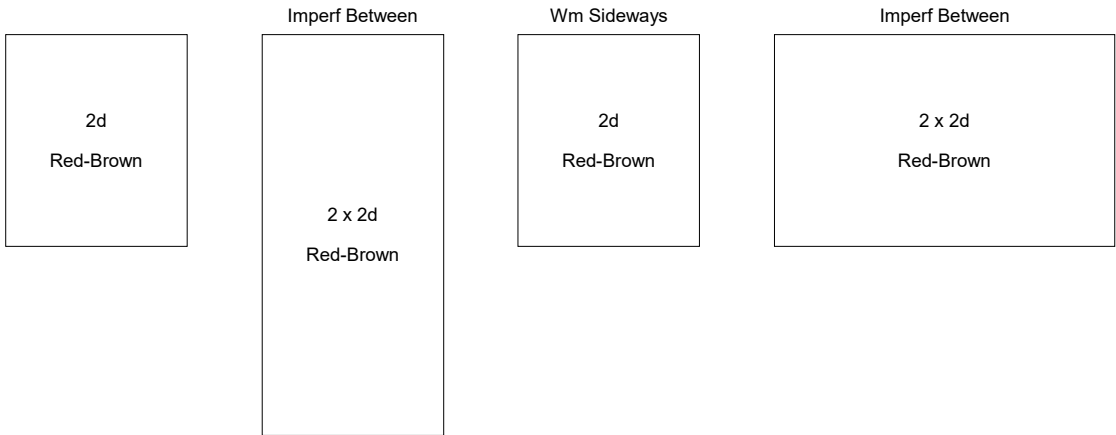 Imperf Between
Wm Sideways
Imperf Between
2d
Red-Brown
2 x 2d
Red-Brown
2d
Red-Brown
2 x 2d
Red-Brown